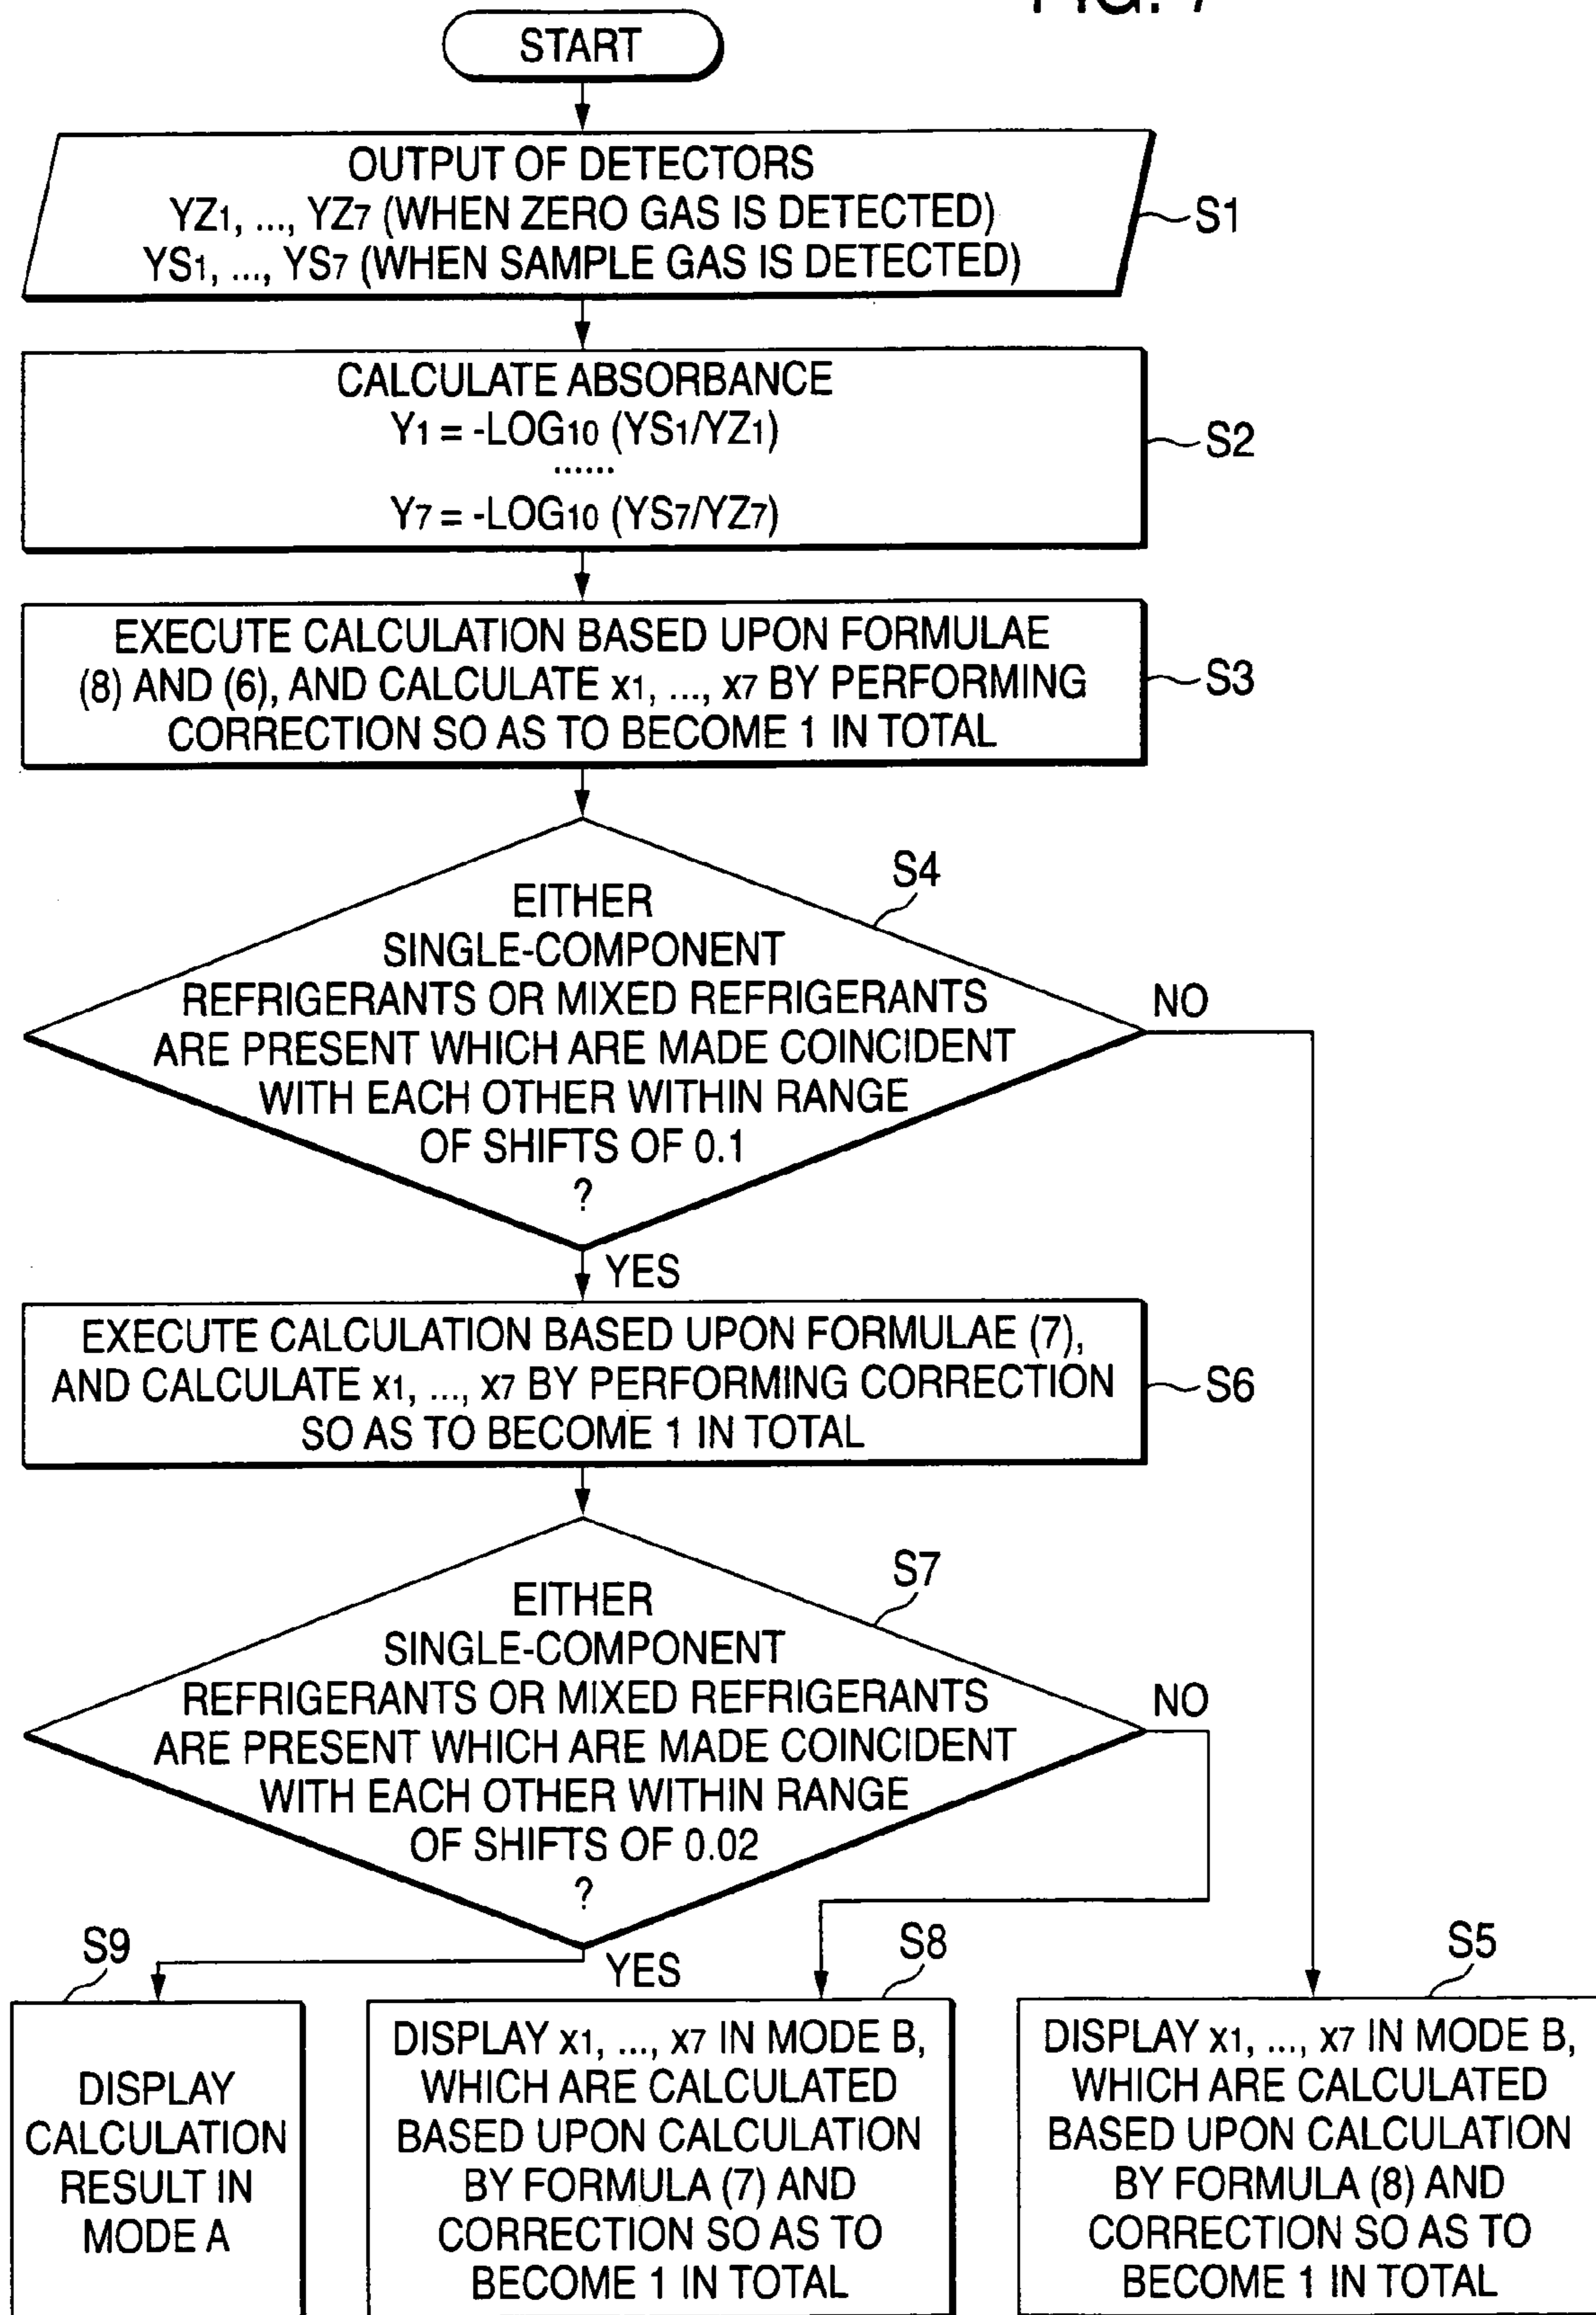 START
OUTPUT OF DETECTORS
YZ1, ..., YZ7 (WHEN ZERO GAS IS DETECTED)
YS1, ..., YS7 (WHEN SAMPLE GAS IS DETECTED)
S1
CALCULATE ABSORBANCE
Y1 = -LOG10 (YS1/YZ1)
......
Y7 = -LOG10 (YS7/YZ7)
S2
EXECUTE CALCULATION BASED UPON FORMULAE
(8) AND (6), AND CALCULATE x1, ..., x7 BY PERFORMING
CORRECTION SO AS TO BECOME 1 IN TOTAL
S3
S4
EITHER
SINGLE-COMPONENT
REFRIGERANTS OR MIXED REFRIGERANTS
ARE PRESENT WHICH ARE MADE COINCIDENT
WITH EACH OTHER WITHIN RANGE
OF SHIFTS OF 0.1
?
NO
YES
EXECUTE CALCULATION BASED UPON FORMULAE (7),
AND CALCULATE x1, ..., x7 BY PERFORMING CORRECTION
SO AS TO BECOME 1 IN TOTAL
S6
S7
EITHER
SINGLE-COMPONENT
REFRIGERANTS OR MIXED REFRIGERANTS
ARE PRESENT WHICH ARE MADE COINCIDENT
WITH EACH OTHER WITHIN RANGE
OF SHIFTS OF 0.02
?
NO
YES
S9
DISPLAY
CALCULATION
RESULT IN
MODE A
S8
DISPLAY x1, ..., x7 IN MODE B,
WHICH ARE CALCULATED
BASED UPON CALCULATION
BY FORMULA (7) AND
CORRECTION SO AS TO
BECOME 1 IN TOTAL
S5
DISPLAY x1, ..., x7 IN MODE B,
WHICH ARE CALCULATED
BASED UPON CALCULATION
BY FORMULA (8) AND
CORRECTION SO AS TO
BECOME 1 IN TOTAL